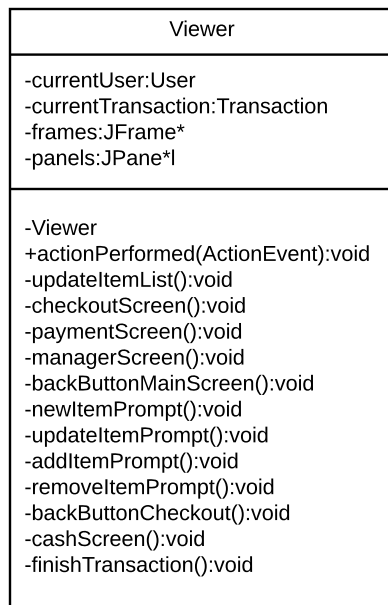 Viewer
-currentUser:User
-currentTransaction:Transaction
-frames:JFrame*
-panels:JPane*l
-Viewer
+actionPerformed(ActionEvent):void
-updateItemList():void
-checkoutScreen():void
-paymentScreen():void
-managerScreen():void
-backButtonMainScreen():void
-newItemPrompt():void
-updateItemPrompt():void
-addItemPrompt():void
-removeItemPrompt():void
-backButtonCheckout():void
-cashScreen():void
-finishTransaction():void